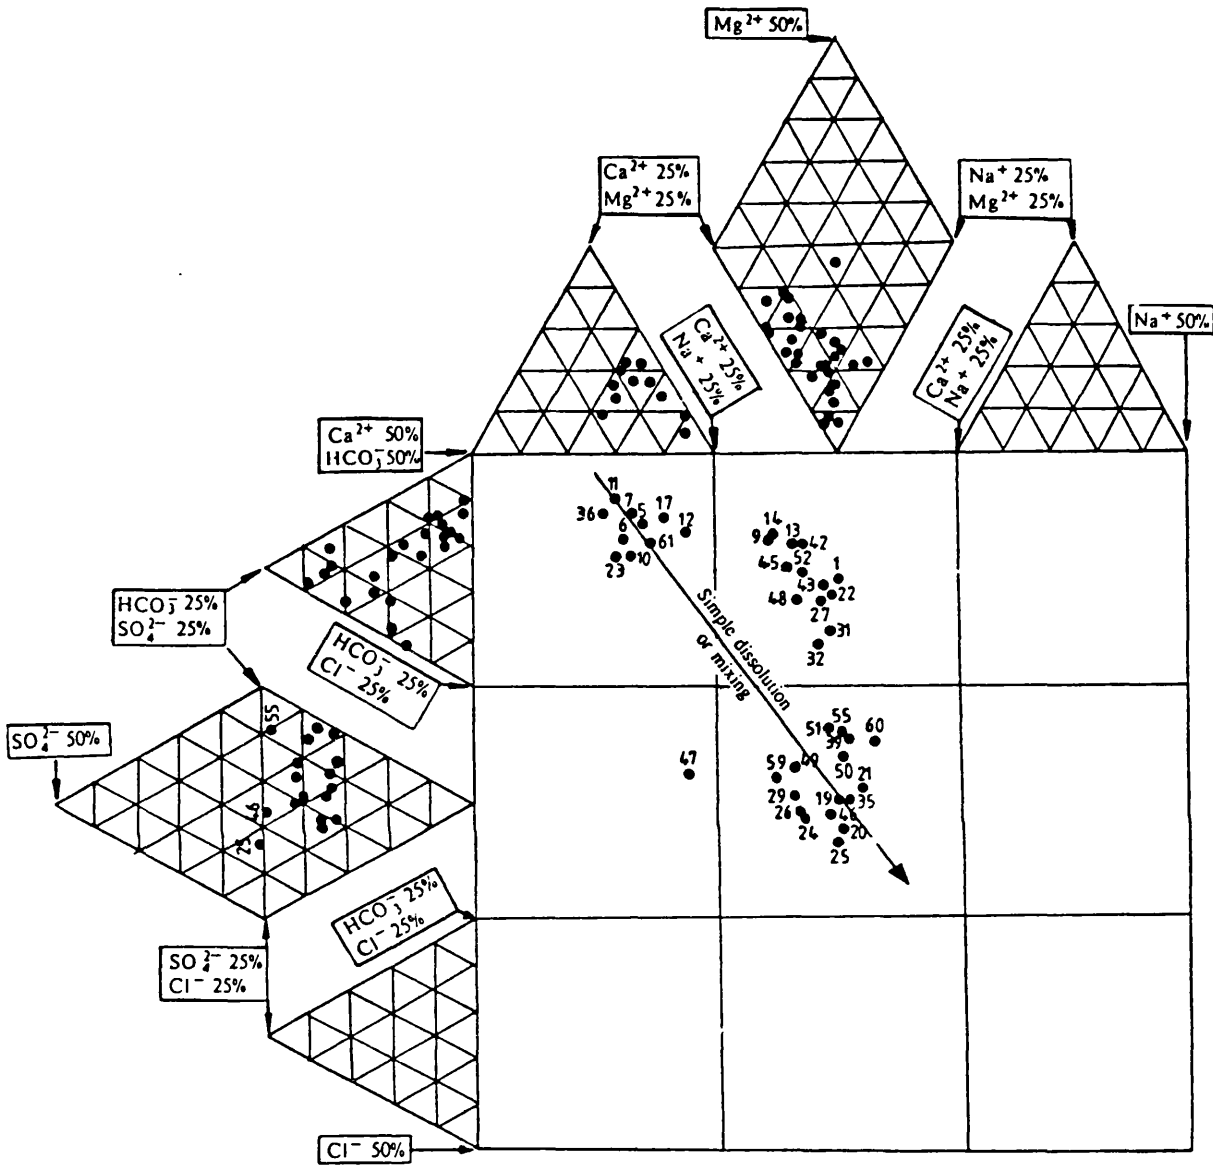 Mg²⁺ 50%
Ca²⁺ 25%
Mg²⁺ 25%
Na⁺ 25%
Mg²⁺ 25%
Ca²⁺ 25%
Na⁺ 25%
Ca²⁺ 25%
Na⁺ 25%
Na⁺ 50%
Ca²⁺ 50%
HCO₃⁻ 50%
HCO₃⁻ 25%
SO₄²⁻ 25%
HCO₃⁻ 25%
Cl⁻ 25%
SO₄²⁻ 50%
HCO₃⁻ 25%
Cl⁻ 25%
SO₄²⁻ 25%
Cl⁻ 25%
Cl⁻ 50%
Simple dissolution
or mixing
11
36
7
5
17
12
6
61
23
10
14
9
13
42
45
52
1
43
22
48
27
31
32
47
51
55
60
39
59
49
50
21
29
19
35
26
46
24
20
25
55
46
25